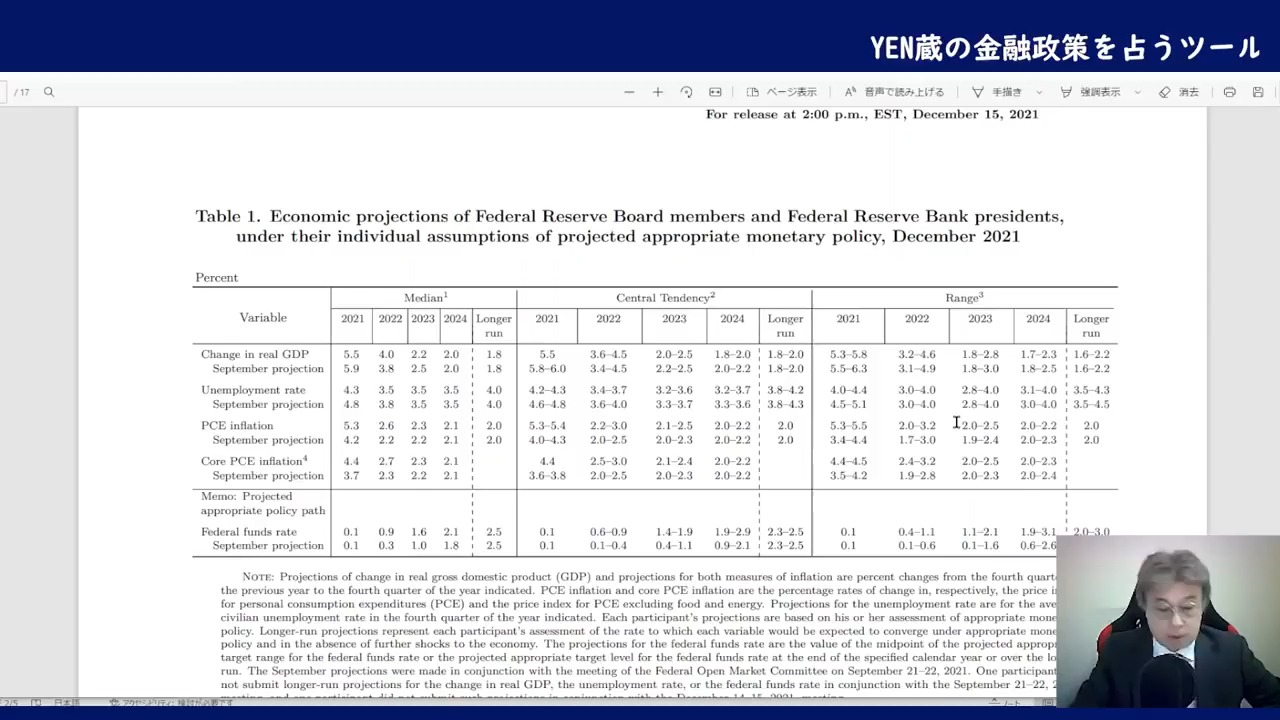 YEN蔵の金融政策を占うツール
/ 17 ページ表示 音声で読み上げる 手描き 強調表示 消去
For release at 2:00 p.m., EST, December 15, 2021
Table 1. Economic projections of Federal Reserve Board members and Federal Reserve Bank presidents,
under their individual assumptions of projected appropriate monetary policy, December 2021
Percent
Variable Median1 Central Tendency2 Range3
2021 2022 2023 2024 Longer run 2021 2022 2023 2024 Longer run 2021 2022 2023 2024 Longer run
Change in real GDP 5.5 4.0 2.2 2.0 1.8 5.5 3.6–4.5 2.0–2.5 1.8–2.0 1.8–2.0 5.3–5.8 3.2–4.6 1.8–2.8 1.7–2.3 1.6–2.2
September projection 5.9 3.8 2.5 2.0 1.8 5.8–6.0 3.4–4.5 2.2–2.5 2.0–2.2 1.8–2.0 5.5–6.3 3.1–4.9 1.8–3.0 1.8–2.5 1.6–2.2
Unemployment rate 4.3 3.5 3.5 3.5 4.0 4.2–4.3 3.4–3.7 3.2–3.6 3.2–3.7 3.8–4.2 4.0–4.4 3.0–4.0 2.8–4.0 3.1–4.0 3.5–4.3
September projection 4.8 3.8 3.5 3.5 4.0 4.6–4.8 3.6–4.0 3.3–3.7 3.3–3.6 3.8–4.3 4.5–5.1 3.0–4.0 2.8–4.0 3.0–4.0 3.5–4.5
PCE inflation 5.3 2.6 2.3 2.1 2.0 5.3–5.4 2.2–3.0 2.1–2.5 2.0–2.2 2.0 5.3–5.5 2.0–3.2 2.0–2.5 2.0–2.2 2.0
September projection 4.2 2.2 2.2 2.1 2.0 4.0–4.3 2.0–2.5 2.0–2.3 2.0–2.2 2.0 3.4–4.4 1.7–3.0 1.9–2.4 2.0–2.3 2.0
Core PCE inflation4 4.4 2.7 2.3 2.1 4.4 2.5–3.0 2.1–2.4 2.0–2.2 4.4–4.5 2.4–3.2 2.0–2.5 2.0–2.3
September projection 3.7 2.3 2.2 2.1 3.6–3.8 2.0–2.5 2.0–2.3 2.0–2.2 3.5–4.2 1.9–2.8 2.0–2.3 2.0–2.4
Memo: Projected
appropriate policy path
Federal funds rate 0.1 0.9 1.6 2.1 2.5 0.1 0.6–0.9 1.4–1.9 1.9–2.9 2.3–2.5 0.1 0.4–1.1 1.1–2.1 1.9–3.1 2.0–3.0
September projection 0.1 0.3 1.0 1.8 2.5 0.1 0.1–0.4 0.4–1.1 0.9–2.1 2.3–2.5 0.1 0.1–0.6 0.1–1.6 0.6–2.6
NOTE: Projections of change in real gross domestic product (GDP) and projections for both measures of inflation are percent changes from the fourth
the previous year to the fourth quarter of the year indicated. PCE inflation and core PCE inflation are the percentage rates of change in, respectively, the price
for personal consumption expenditures (PCE) and the price index for PCE excluding food and energy. Projections for the unemployment rate are for the
civilian unemployment rate in the fourth quarter of the year indicated. Each participant's projections are based on his or her assessment of appropriate
policy. Longer-run projections represent each participant's assessment of the rate to which each variable would be expected to converge under appropriate
policy and in the absence of further shocks to the economy. The projections for the federal funds rate are the value of the midpoint of the projected
target range for the federal funds rate or the projected appropriate target level for the federal funds rate at the end of the specified calendar year or over the
run. The September projections were made in conjunction with the meeting of the Federal Open Market Committee on September 21–22, 2021. One participant
not submit longer-run projections for the change in real GDP, the unemployment rate, or the federal funds rate in conjunction with the September 21–22,
日本語